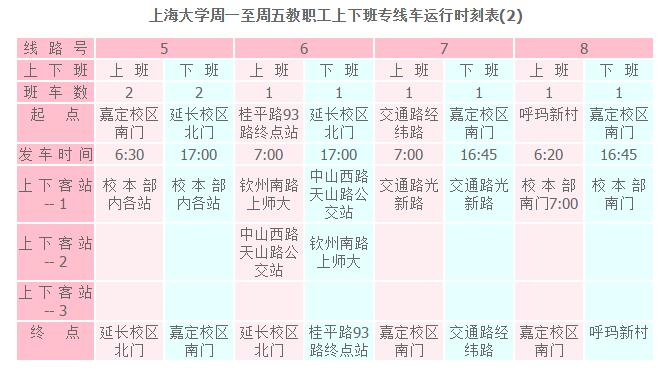 上海大学周一至周五教职工上下班专线车运行时刻表(2)
线路号 5 6 7 8
上下班 上班 下班 上班 下班 上班 下班 上班 下班
班车数 2 2 1 1 1 1 1 1
起点 嘉定校区 延长校区 桂平路93 延长校区 交通路经 嘉定校区 呼玛新村 嘉定校区
南门 北门 路终点站 北门 纬路 南门 南门
发车时间 6:30 17:00 7:00 17:00 7:00 16:45 6:20 16:45
上下客站 校本部 校本部 钦州南路 中山西路 交通路光 交通路光 校本部 校本部
-- 1 内各站 内各站 上师大 天山路公 新路 新路 南门7:00 南门
交站
上下客站 中山西路 钦州南路
-- 2 天山路公 上师大
交站
上下客站
-- 3
终点 延长校区 嘉定校区 延长校区 桂平路93 嘉定校区 交通路经 嘉定校区 呼玛新村
北门 南门 北门 路终点站 南门 纬路 南门